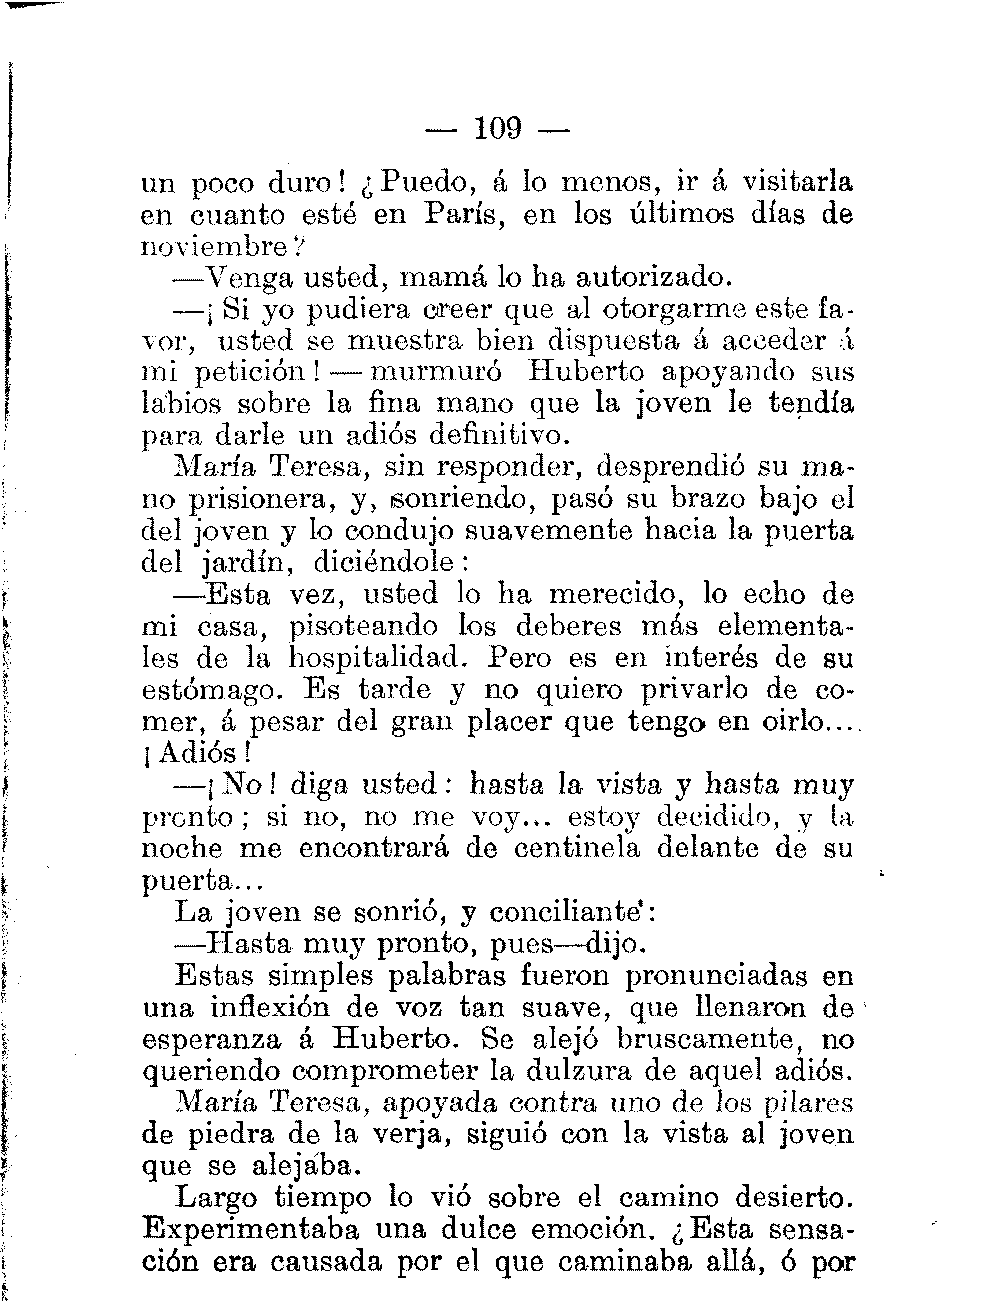 — 109 —
un poco duro! ¿Puedo, á lo menos, ir á visitarla
en cuanto esté en París, en los últimos días de
noviembre?
—Venga usted, mamá lo ha autorizado.
—¡Si yo pudiera creer que al otorgarme este fa-
vor, usted se muestra bien dispuesta á acceder á
mi petición!—murmuró Huberto apoyando sus
labios sobre la fina mano que la joven le tendía
para darle un adiós definitivo.
María Teresa, sin responder, desprendió su ma-
no prisionera, y, sonriendo, pasó su brazo bajo el
del joven y lo condujo suavemente hacia la puerta
del jardín, diciéndole:
—Esta vez, usted lo ha merecido, lo echo de
mi casa, pisoteando los deberes más elementa-
les de la hospitalidad. Pero es en interés de su
estómago. Es tarde y no quiero privarlo de co-
mer, á pesar del gran placer que tengo en oirlo....
¡Adiós!
—¡No! diga usted: hasta la vista y hasta muy
pronto; si no, no me voy... estoy decidido, y la
noche me encontrará de centinela delante de su
puerta...
La joven se sonrió, y conciliante:
—Hasta muy pronto, pues—dijo.
Estas simples palabras fueron pronunciadas en
una inflexión de voz tan suave, que llenaron de
esperanza á Huberto. Se alejó bruscamente, no
queriendo comprometer la dulzura de aquel adiós.
María Teresa, apoyada contra uno de los pilares
de piedra de la verja, siguió con la vista al joven
que se alejaba.
Largo tiempo lo vió sobre el camino desierto.
Experimentaba una dulce emoción. ¿Esta sensa-
ción era causada por el que caminaba allá, ó por